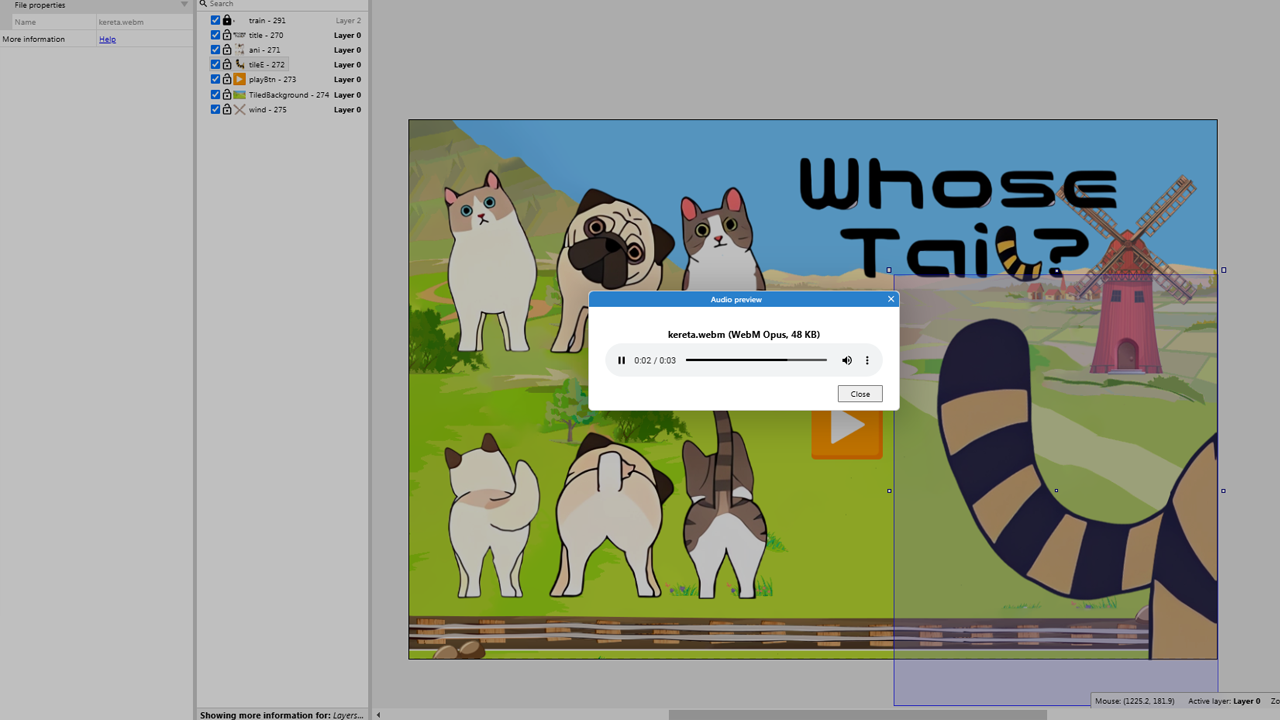 File properties
Name kereta.webm
More information Help
Search
train - 291 Layer 2
title - 270 Layer 0
ani - 271 Layer 0
tileE - 272 Layer 0
playBtn - 273 Layer 0
TiledBackground - 274 Layer 0
wind - 275 Layer 0
Whose
Tail?
Audio preview
kereta.webm (WebM Opus, 48 KB)
0:02 / 0:03
Close
Showing more information for: Layers...
Mouse: (1225.2, 181.9) Active layer: Layer 0 Zo